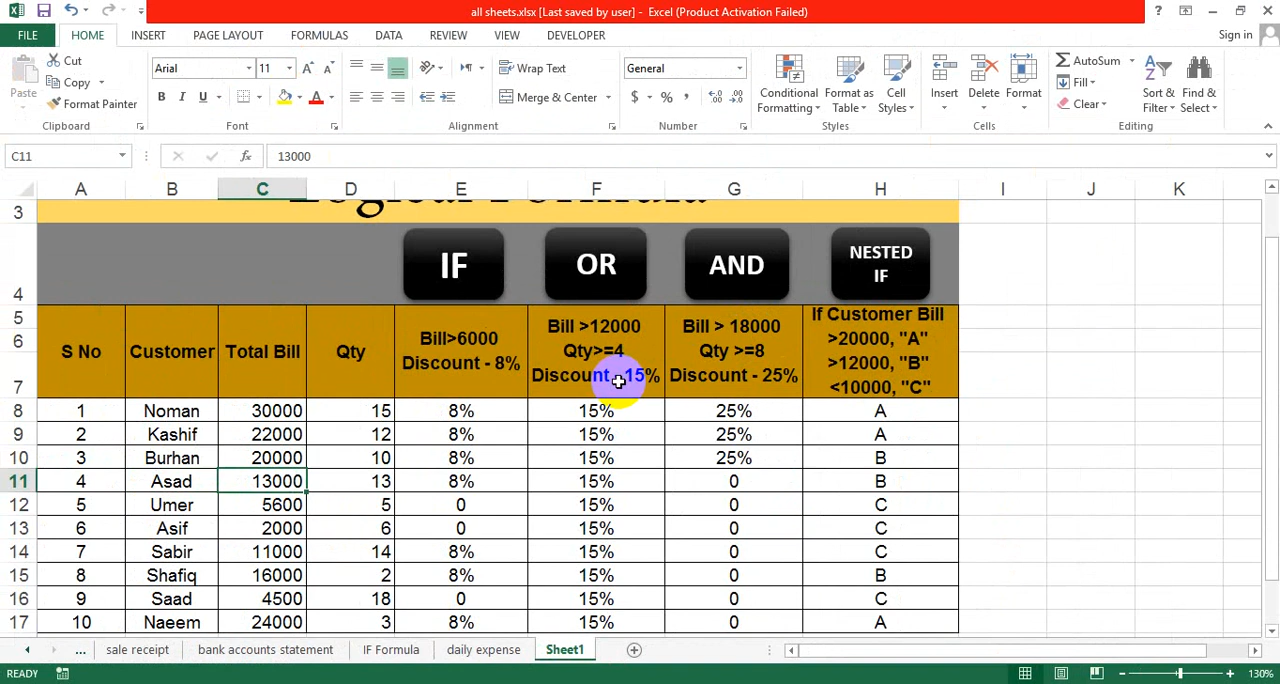 all sheets.xlsx [Last saved by user] - Excel (Product Activation Failed)
FILE HOME INSERT PAGE LAYOUT FORMULAS DATA REVIEW VIEW DEVELOPER Sign in
Paste
Cut
Copy
Format Painter
Clipboard
Arial 11
B I U
Font
Wrap Text
Merge & Center
Alignment
General
$ % ,
Number
Conditional Formatting
Format as Table
Cell Styles
Styles
Insert
Delete
Format
Cells
AutoSum
Fill
Clear
Sort & Filter
Find & Select
Editing
C11 fx 13000
A B C D E F G H I J K
3 Logical Formula
4 IF OR AND NESTED IF
5 6 7
S No
Customer
Total Bill
Qty
Bill>6000
Discount - 8%
Bill >12000
Qty>=4
Discount - 15%
Bill > 18000
Qty >=8
Discount - 25%
If Customer Bill
>20000, "A"
>12000, "B"
<10000, "C"
8 1 Noman 30000 15 8% 15% 25% A
9 2 Kashif 22000 12 8% 15% 25% A
10 3 Burhan 20000 10 8% 15% 25% B
11 4 Asad 13000 13 8% 15% 0 B
12 5 Umer 5600 5 0 15% 0 C
13 6 Asif 2000 6 0 15% 0 C
14 7 Sabir 11000 14 8% 15% 0 C
15 8 Shafiq 16000 2 8% 15% 0 B
16 9 Saad 4500 18 0 15% 0 C
17 10 Naeem 24000 3 8% 15% 0 A
... sale receipt bank accounts statement IF Formula daily expense Sheet1
READY 130%